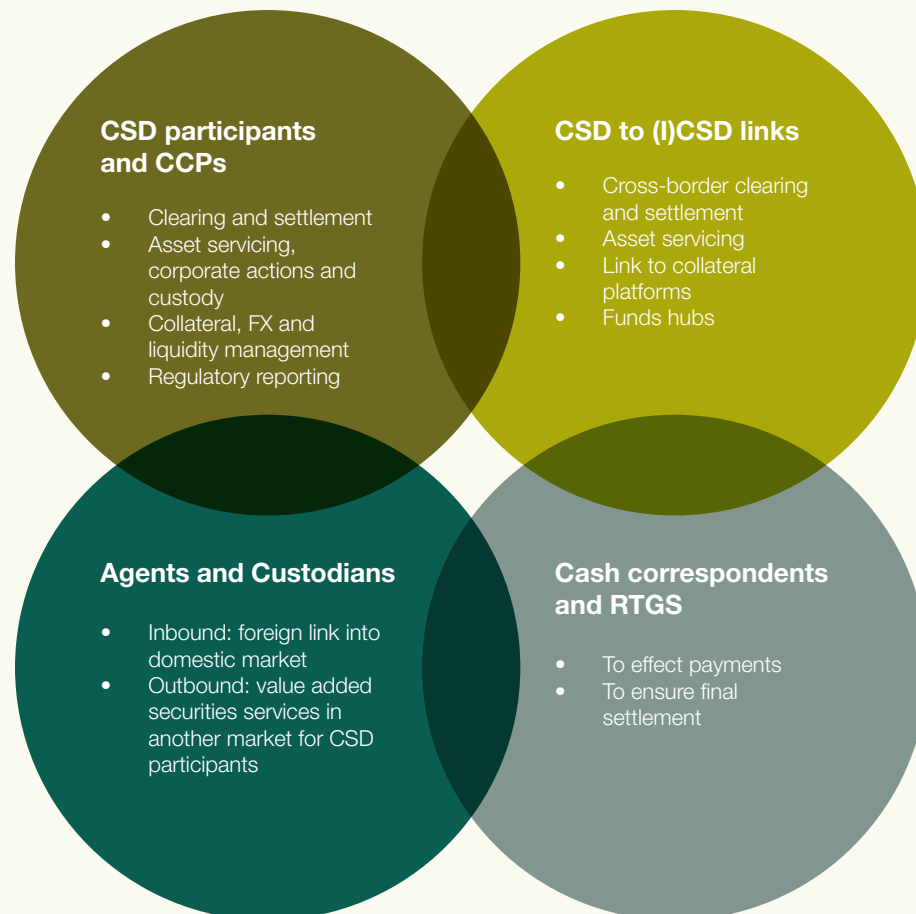 CSD participants
and CCPs
• Clearing and settlement
• Asset servicing,
corporate actions and
custody
• Collateral, FX and
liquidity management
• Regulatory reporting
CSD to (I)CSD links
• Cross-border clearing
and settlement
• Asset servicing
• Link to collateral
platforms
• Funds hubs
Agents and Custodians
• Inbound: foreign link into
domestic market
• Outbound: value added
securities services in
another market for CSD
participants
Cash correspondents
and RTGS
• To effect payments
• To ensure final
settlement